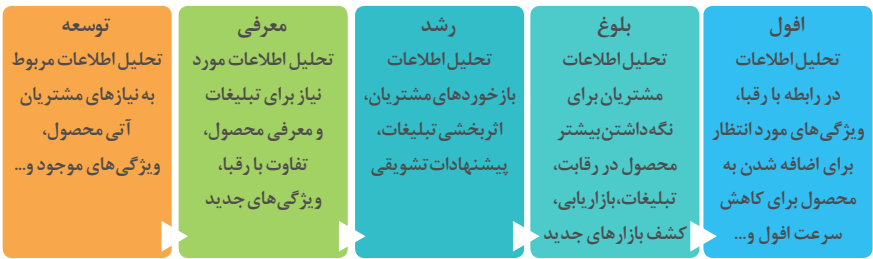 توسعه
تحلیل اطلاعات مربوط
به نیازهای مشتریان
آتی محصول،
ویژگی‌های موجود و...
معرفی
تحلیل اطلاعات مورد
نیاز برای تبلیغات
و معرفی محصول،
تفاوت با رقبا،
ویژگی‌های جدید
رشد
تحلیل اطلاعات
بازخوردهای مشتریان،
اثربخشی تبلیغات،
پیشنهادات تشویقی
بلوغ
تحلیل اطلاعات
مشتریان برای
نگه‌داشتن‌بیشتر
محصول در رقابت،
تبلیغات،بازاریابی،
کشف بازارهای جدید
افول
تحلیل اطلاعات
در رابطه با رقبا،
ویژگی‌های مورد انتظار
برای اضافه شدن به
محصول برای کاهش
سرعت افول و...